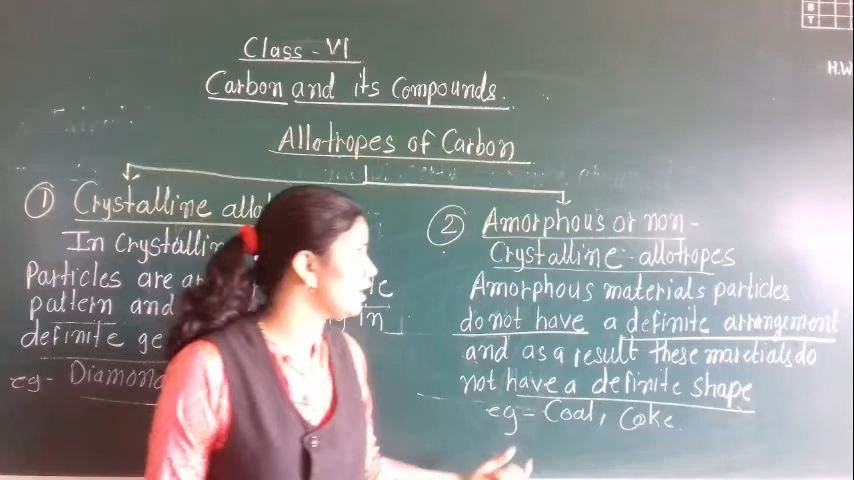 B
T
H.W
Class - VI
Carbon and its Compounds.
Allotropes of Carbon
① Crystalline allo
In Crystallin
Particles are ar
pattern and in
definite ge
eg- Diamond
② Amorphous or non-
Crystalline allotropes
Amorphous materials particles
do not have a definite arrangement
and as a result these maretials do
not have a definite shape
eg - Coal, Coke.